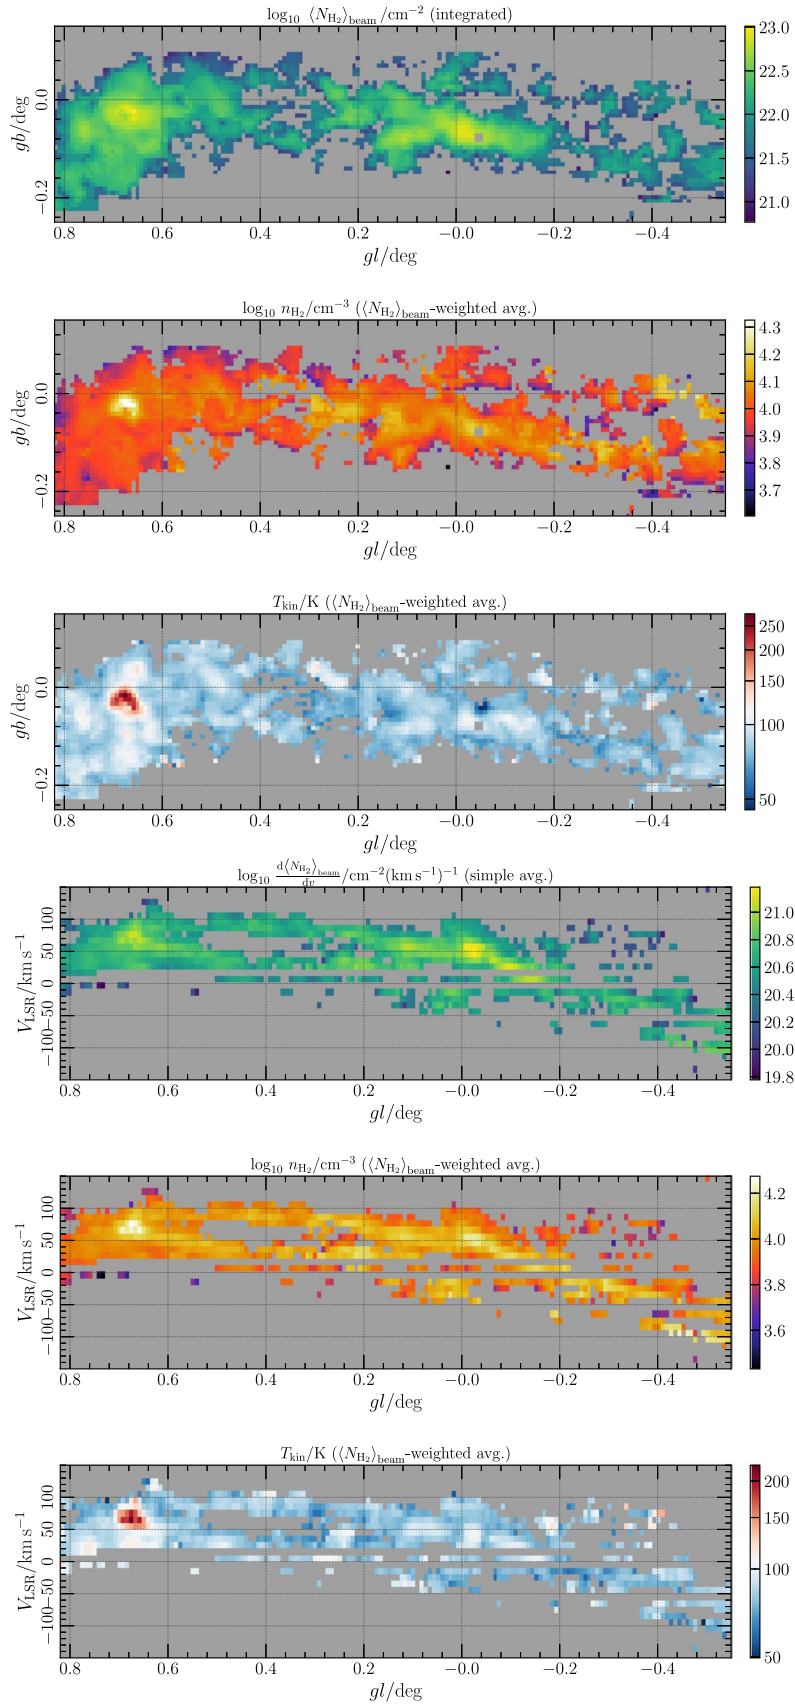 log₁₀ ⟨N_H₂⟩_beam /cm⁻² (integrated)
gb/deg
0.0
−0.2
23.0
22.5
22.0
21.5
21.0
0.8 0.6 0.4 0.2 −0.0 −0.2 −0.4
gl/deg
log₁₀ n_H₂/cm⁻³ (⟨N_H₂⟩_beam-weighted avg.)
gb/deg
0.0
−0.2
4.3
4.2
4.1
4.0
3.9
3.8
3.7
0.8 0.6 0.4 0.2 −0.0 −0.2 −0.4
gl/deg
T_kin/K (⟨N_H₂⟩_beam-weighted avg.)
gb/deg
0.0
−0.2
250
200
150
100
50
0.8 0.6 0.4 0.2 −0.0 −0.2 −0.4
gl/deg
log₁₀ d⟨N_H₂⟩_beam/dv /cm⁻²(km s⁻¹)⁻¹ (simple avg.)
V_LSR/km s⁻¹
100
50
0
−50
−100
21.0
20.8
20.6
20.4
20.2
20.0
19.8
0.8 0.6 0.4 0.2 −0.0 −0.2 −0.4
gl/deg
log₁₀ n_H₂/cm⁻³ (⟨N_H₂⟩_beam-weighted avg.)
V_LSR/km s⁻¹
100
50
0
−50
−100
4.2
4.0
3.8
3.6
0.8 0.6 0.4 0.2 −0.0 −0.2 −0.4
gl/deg
T_kin/K (⟨N_H₂⟩_beam-weighted avg.)
V_LSR/km s⁻¹
100
50
0
−50
−100
200
100
50
0.8 0.6 0.4 0.2 −0.0 −0.2 −0.4
gl/deg